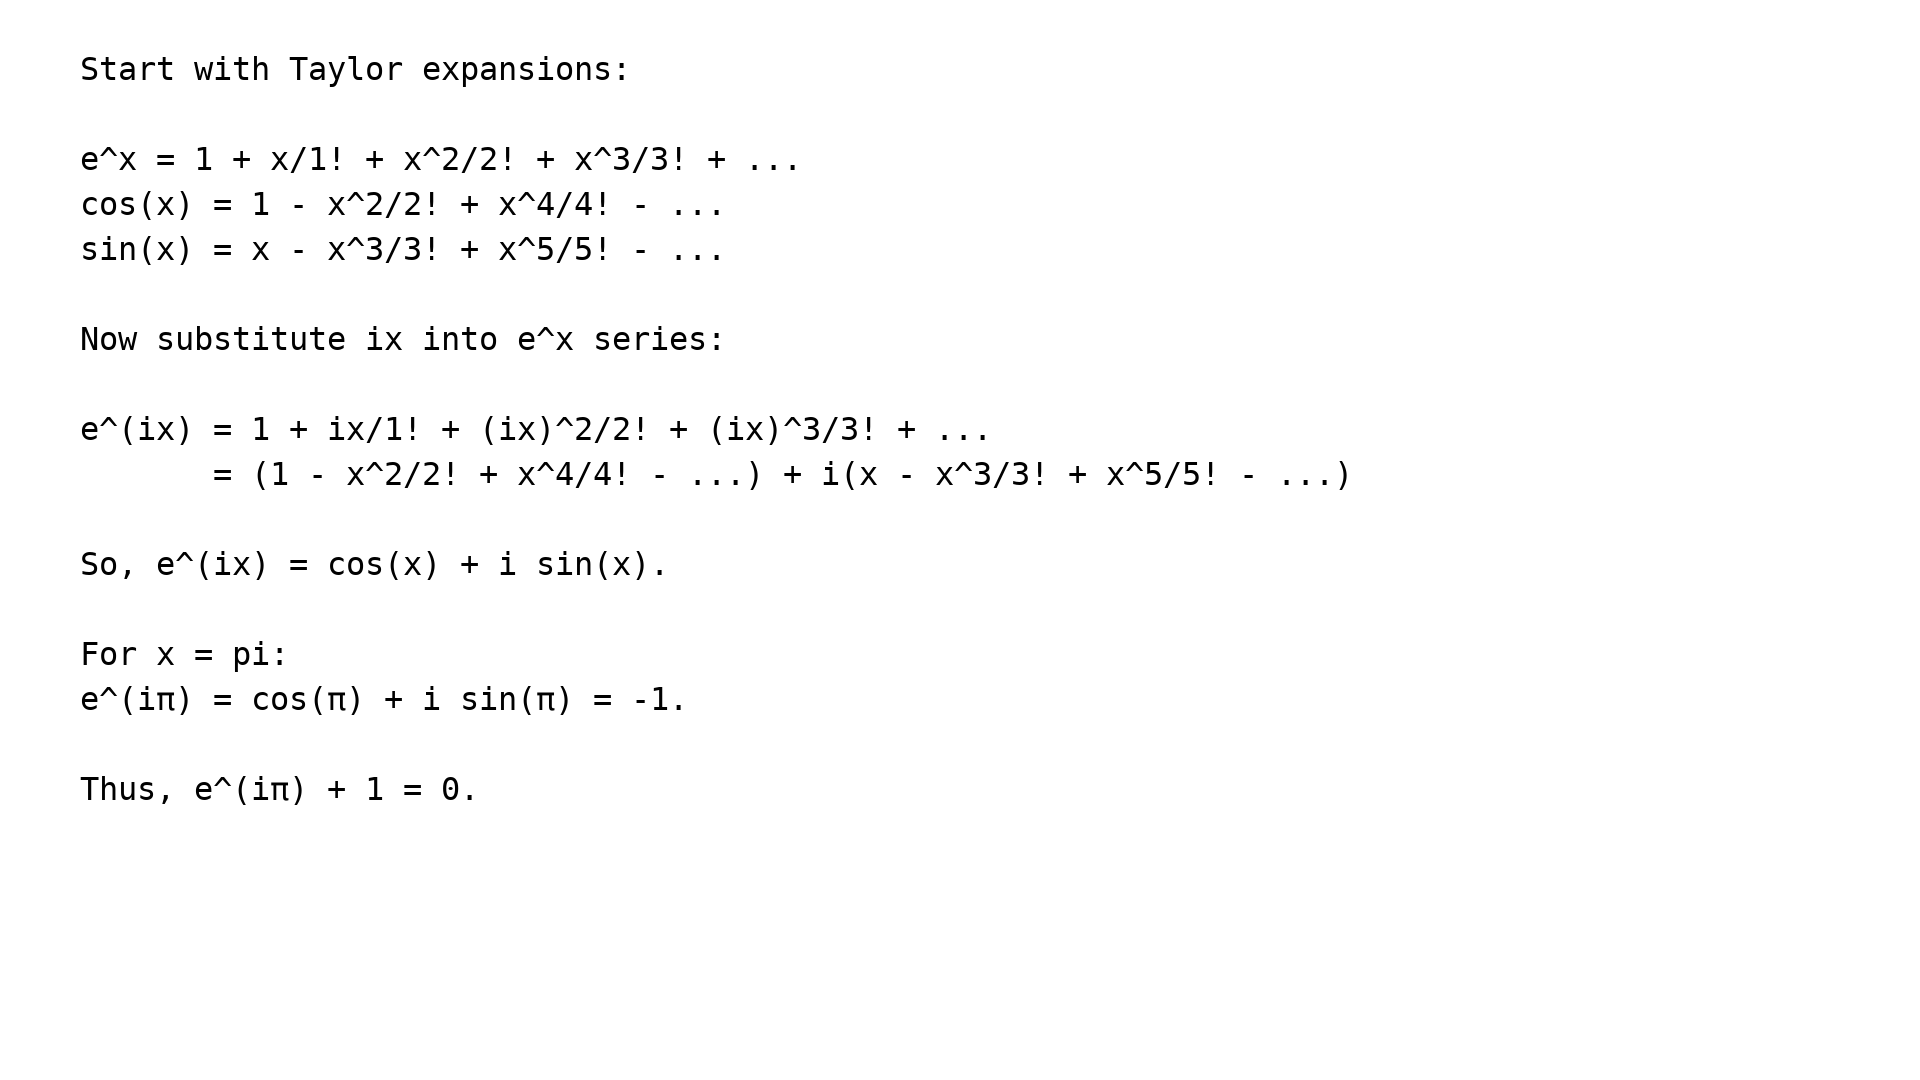 Start with Taylor expansions:
e^x = 1 + x/1! + x^2/2! + x^3/3! + ...
cos(x) = 1 - x^2/2! + x^4/4! - ...
sin(x) = x - x^3/3! + x^5/5! - ...
Now substitute ix into e^x series:
e^(ix) = 1 + ix/1! + (ix)^2/2! + (ix)^3/3! + ...
= (1 - x^2/2! + x^4/4! - ...) + i(x - x^3/3! + x^5/5! - ...)
So, e^(ix) = cos(x) + i sin(x).
For x = pi:
e^(iπ) = cos(π) + i sin(π) = -1.
Thus, e^(iπ) + 1 = 0.